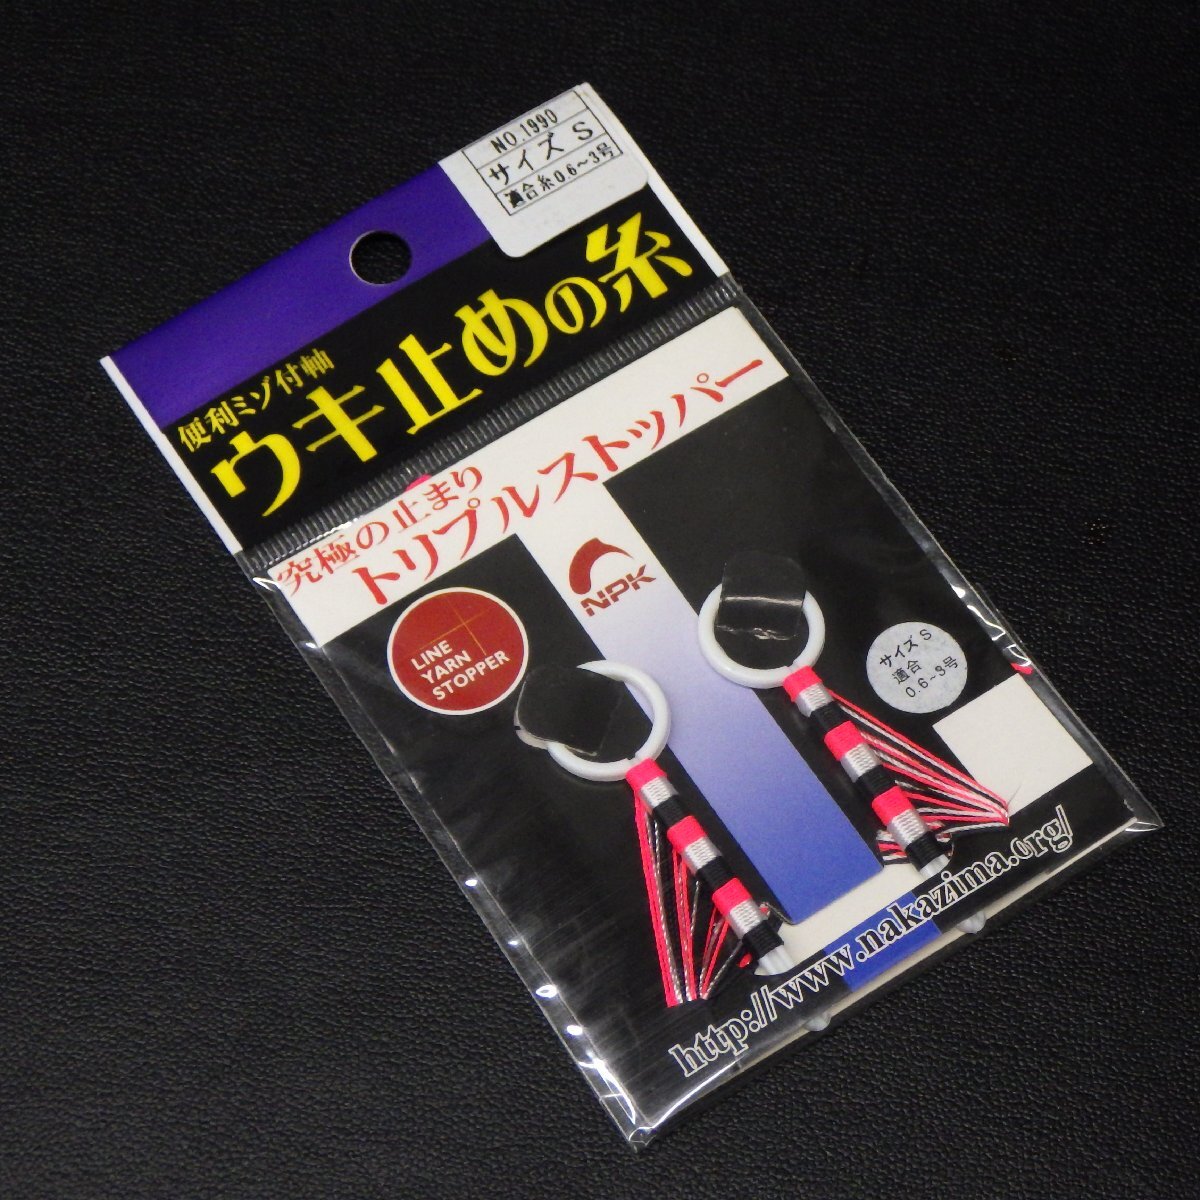 NO.1990
サイズ S
適合糸0.6～3号
便利ミゾ付軸
ウキ止めの糸
究極の止まり
トリプルストッパー
LINE
YARN
STOPPER
NPK
サイズ S
適合
0.6~3号
http://www.nakazima.org/